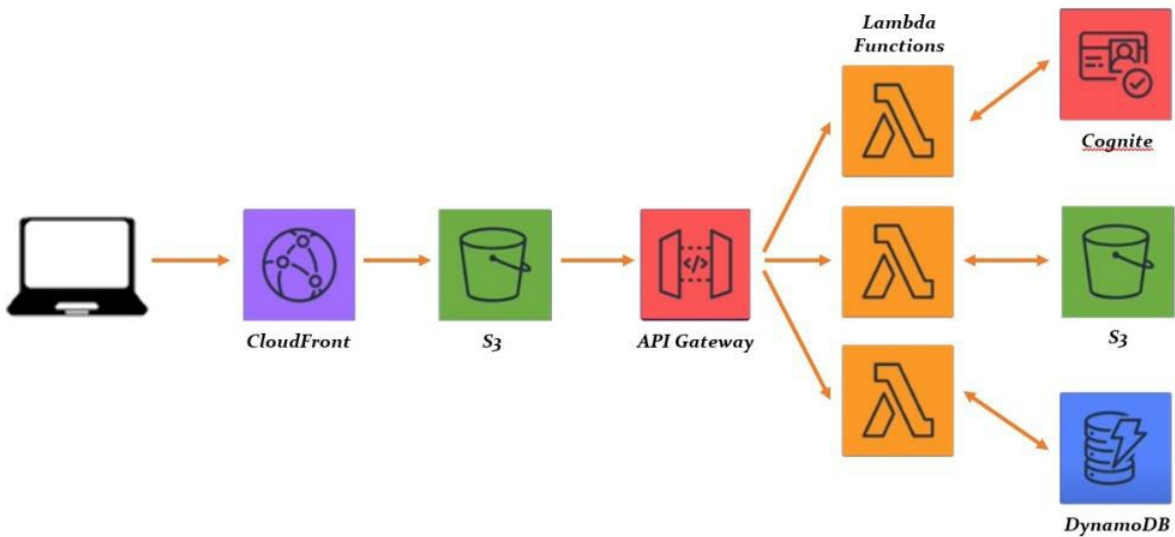 Lambda
Functions
Cognite
CloudFront
S3
API Gateway
S3
DynamoDB